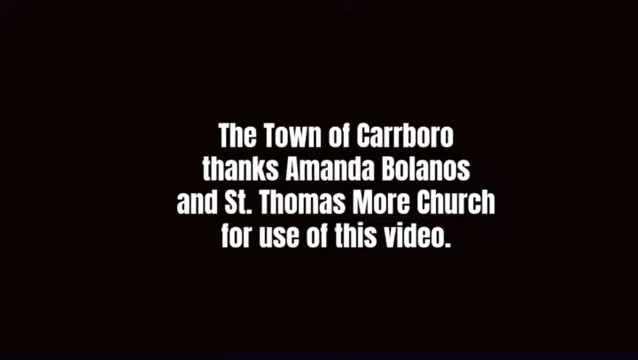 The Town of Carrboro
thanks Amanda Bolanos
and St. Thomas More Church
for use of this video.